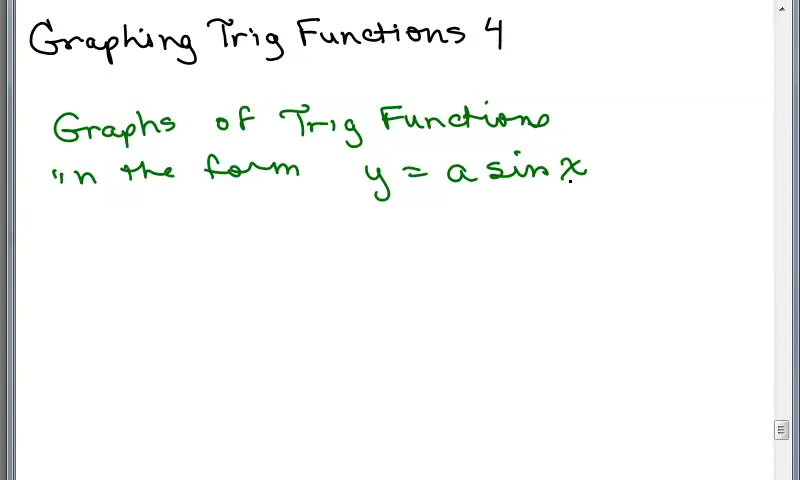 Graphing Trig Functions 4
Graphs of Trig Functions
in the form y = a sin x